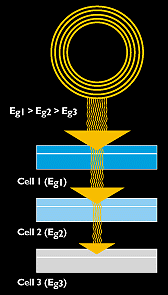 Eg1 > Eg2 > Eg3
Cell 1 (Eg1)
Cell 2 (Eg2)
Cell 3 (Eg3)